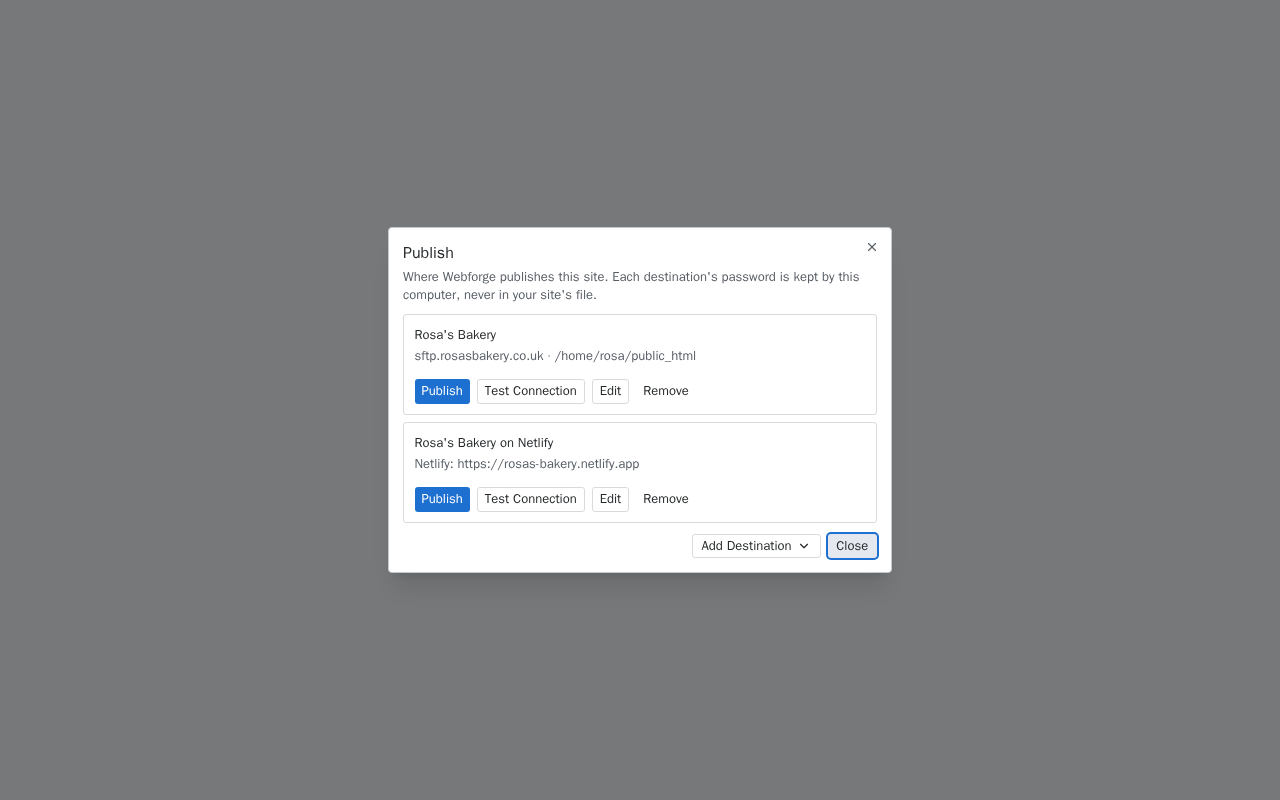 Publish
Where Webforge publishes this site. Each destination's password is kept by this
computer, never in your site's file.
Rosa's Bakery
sftp.rosasbakery.co.uk · /home/rosa/public_html
Publish Test Connection Edit Remove
Rosa's Bakery on Netlify
Netlify: https://rosas-bakery.netlify.app
Publish Test Connection Edit Remove
Add Destination Close